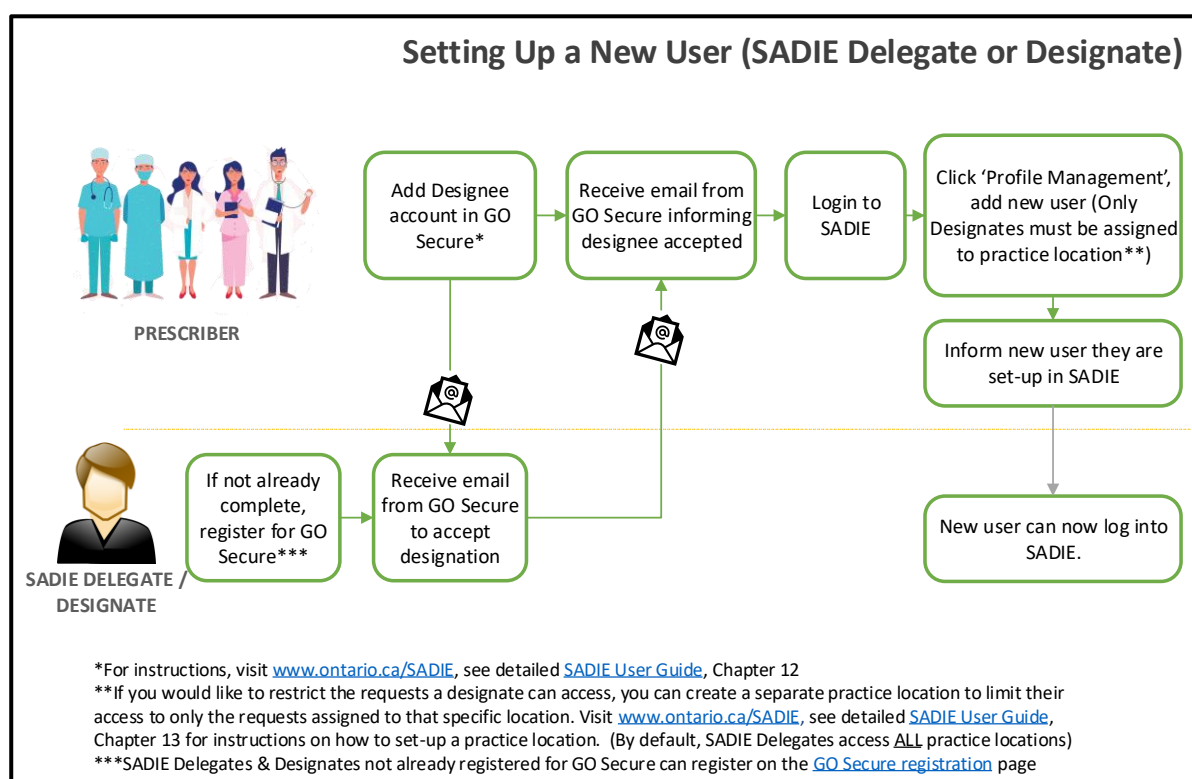 Setting Up a New User (SADIE Delegate or Designate)
Add Designee
account in GO
Secure*
Receive email from
GO Secure informing
designee accepted
Login to
SADIE
Click ‘Profile Management’,
add new user (Only
Designates must be assigned
to practice location**)
PRESCRIBER
Inform new user they are
set-up in SADIE
If not already
complete,
register for GO
Secure***
Receive email
from GO Secure
to accept
designation
New user can now log into
SADIE.
SADIE DELEGATE /
DESIGNATE
*For instructions, visit www.ontario.ca/SADIE, see detailed SADIE User Guide, Chapter 12
**If you would like to restrict the requests a designate can access, you can create a separate practice location to limit their
access to only the requests assigned to that specific location. Visit www.ontario.ca/SADIE, see detailed SADIE User Guide,
Chapter 13 for instructions on how to set-up a practice location. (By default, SADIE Delegates access ALL practice locations)
***SADIE Delegates & Designates not already registered for GO Secure can register on the GO Secure registration page